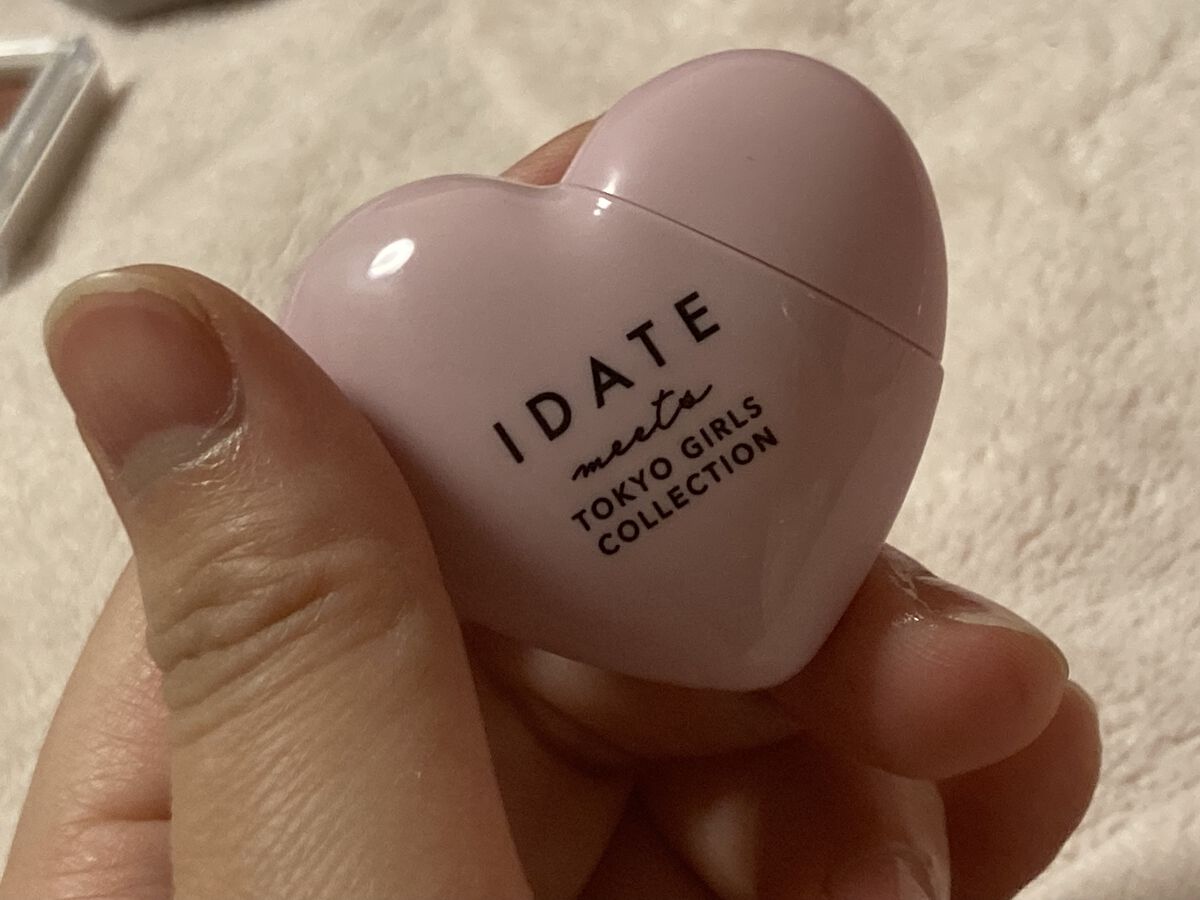 IDATE
meets
TOKYO GIRLS
COLLECTION